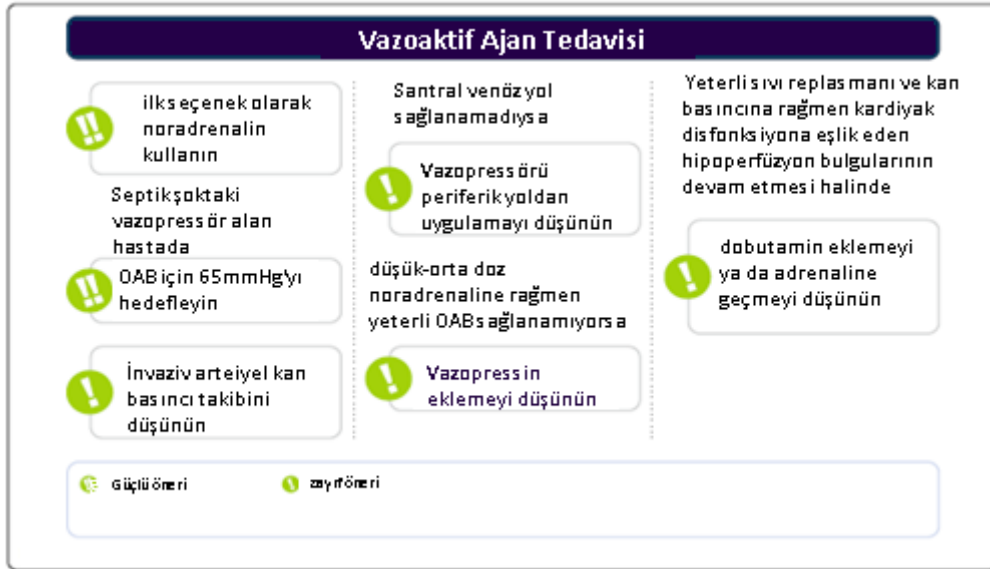 Vazoaktif Ajan Tedavisi
ilk seçenek olarak
noradrenalin
kullanın
Septik şoktaki
vazopressör alan
hastada
OAB için 65mmHg'yı
hedefleyin
İnvaziv arteiyel kan
basıncı takibini
düşünün
Santral venöz yol
sağlanamadıysa
Vazopressörü
periferik yoldan
uygulamayı düşünün
düşük-orta doz
noradrenaline rağmen
yeterli OAB sağlanamıyorsa
Vazopressin
eklemeyi düşünün
Yeterli sıvı replasmanı ve kan
basıncına rağmen kardiyak
disfonksiyona eşlik eden
hipoperfüzyon bulgularının
devam etmesi halinde
dobutamin eklemeyi
ya da adrenaline
geçmeyi düşünün
Güçlü öneri
zayıf öneri